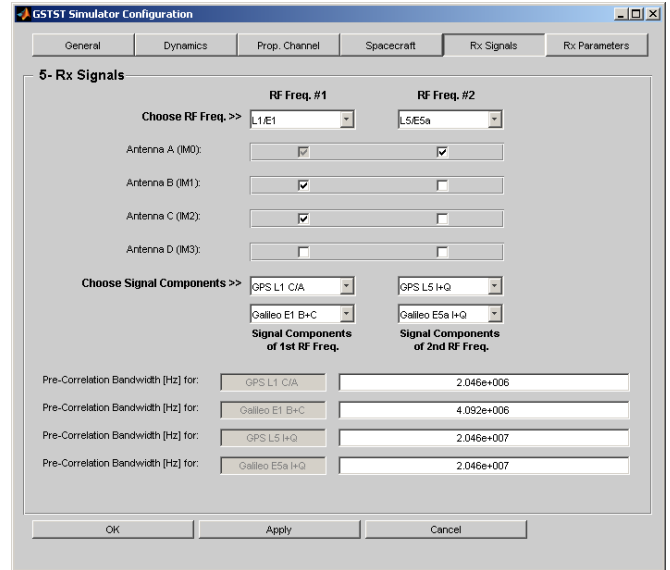 GSTST Simulator Configuration
General Dynamics Prop. Channel Spacecraft Rx Signals Rx Parameters
5- Rx Signals
RF Freq. #1 RF Freq. #2
Choose RF Freq. >> L1/E1 L5/E5a
Antenna A (IM0):
Antenna B (IM1):
Antenna C (IM2):
Antenna D (IM3):
Choose Signal Components >> GPS L1 C/A GPS L5 I+Q
Galileo E1 B+C Galileo E5a I+Q
Signal Components Signal Components
of 1st RF Freq. of 2nd RF Freq.
Pre-Correlation Bandwidth [Hz] for: GPS L1 C/A 2.046e+006
Pre-Correlation Bandwidth [Hz] for: Galileo E1 B+C 4.092e+006
Pre-Correlation Bandwidth [Hz] for: GPS L5 I+Q 2.046e+007
Pre-Correlation Bandwidth [Hz] for: Galileo E5a I+Q 2.046e+007
OK Apply Cancel